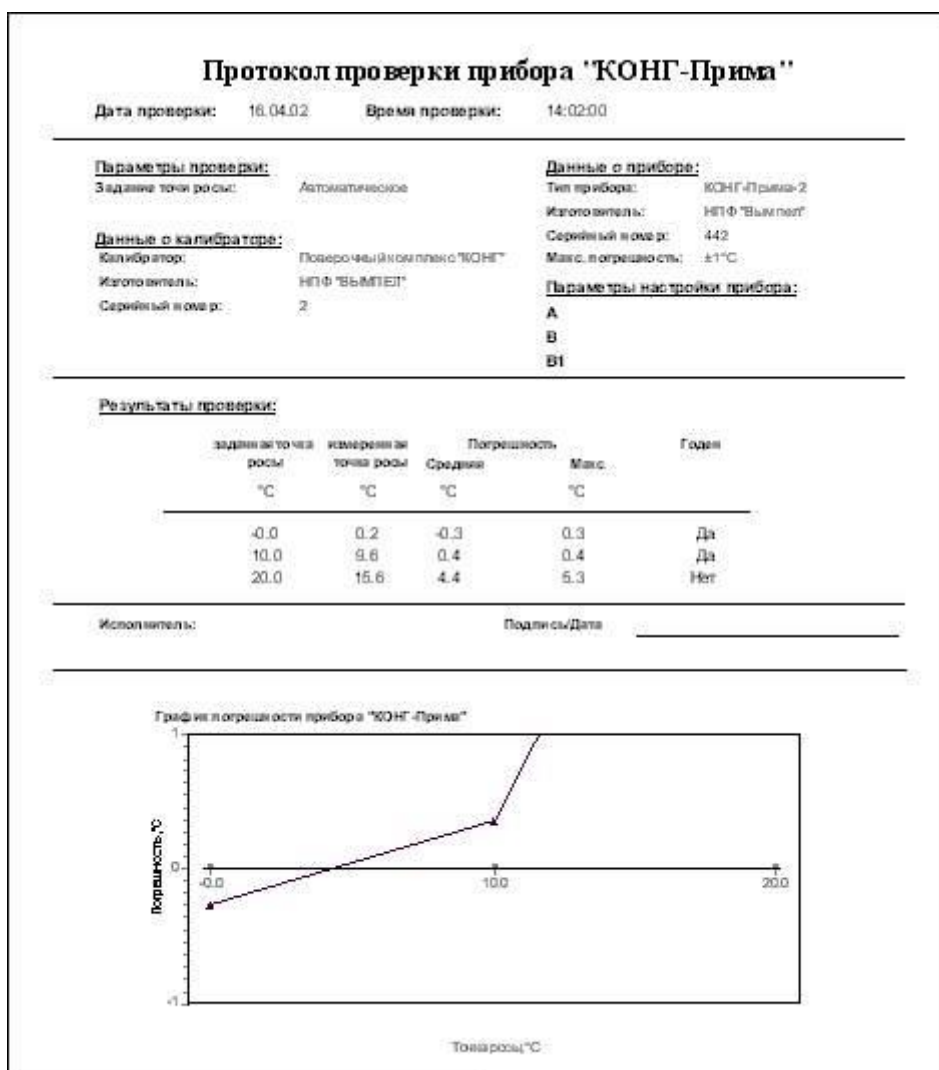 Протокол проверки прибора "КОНГ-Прима"
Дата проверки: 16.04.02 Время проверки: 14:02:00
Параметры проверки:
Задание точки росы: Автоматическое
Данные о калибраторе:
Калибратор: Поверочный комплекс "КОНГ"
Изготовитель: НПФ "ВЫМПЕЛ"
Серийный номер: 2
Данные о приборе:
Тип прибора: КОНГ-Прима-2
Изготовитель: НПФ "Вымпел"
Серийный номер: 442
Макс. погрешность: ±1°C
Параметры настройки прибора:
A
B
B1
Результаты проверки:
заданная точка измеренная Погрешность Годен
росы точка росы Средняя Макс.
°C °C °C °C
-0.0 0.2 -0.3 0.3 Да
10.0 9.6 0.4 0.4 Да
20.0 15.6 4.4 5.3 Нет
Исполнитель: Подпись/Дата
График погрешности прибора "КОНГ-Прима"
Погрешность,°C
1
0
-1
-0.0 10.0 20.0
Точка росы,°C